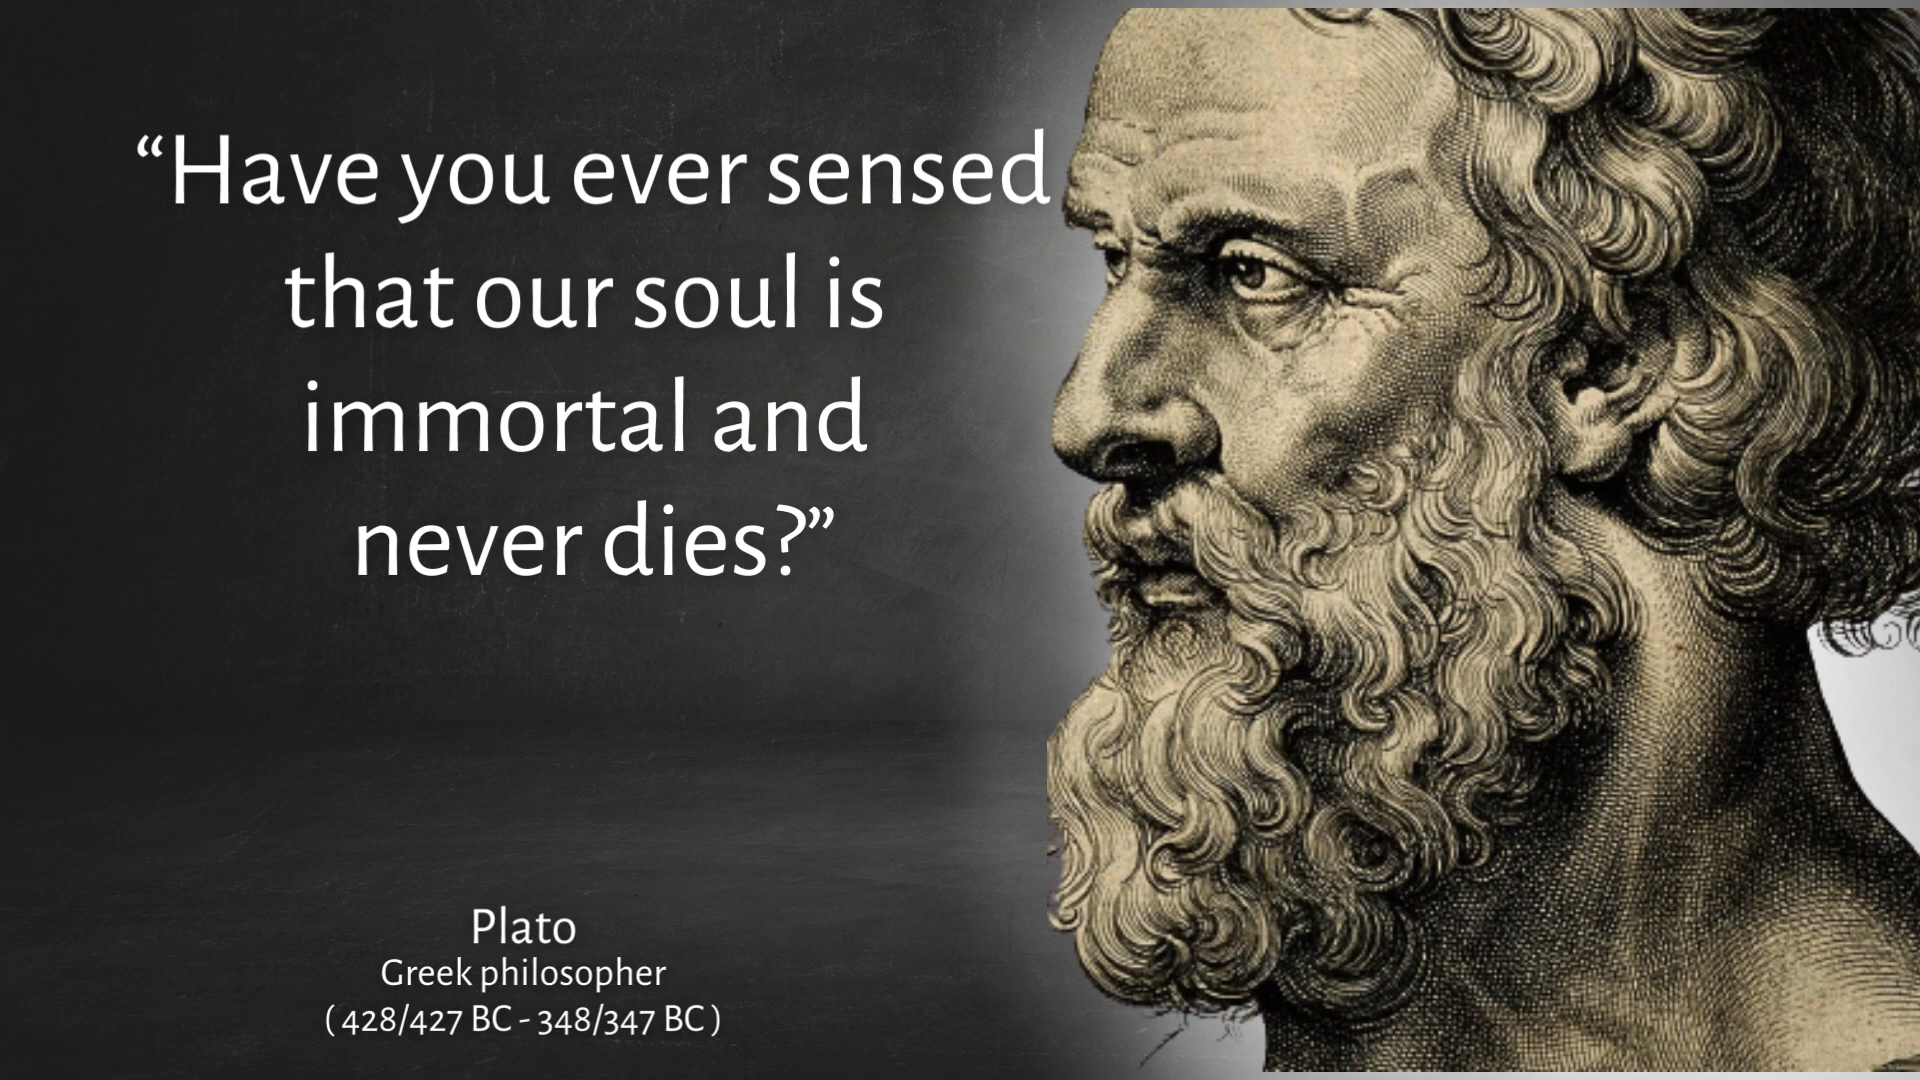 “Have you ever sensed
that our soul is
immortal and
never dies?”
Plato
Greek philosopher
( 428/427 BC - 348/347 BC )